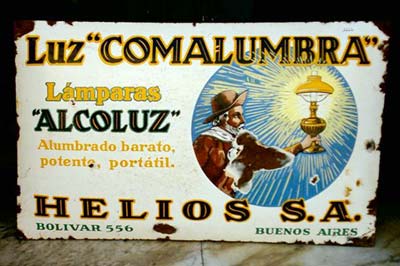 Luz "COMALUMBRA"
Lámparas
"ALCOLUZ"
Alumbrado barato,
potente, portátil.
HELIOS S.A.
BOLIVAR 556 BUENOS AIRES